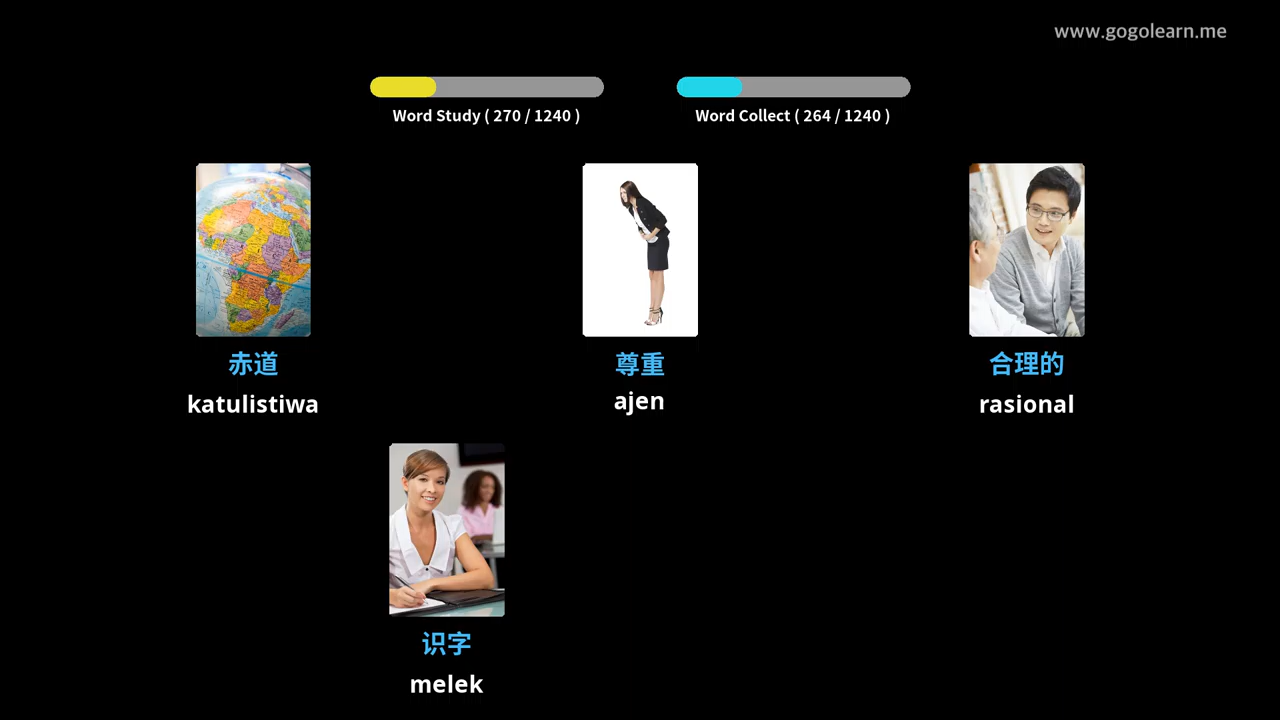 www.gogolearn.me
Word Study ( 270 / 1240 )
Word Collect ( 264 / 1240 )
赤道
katulistiwa
尊重
ajen
合理的
rasional
识字
melek